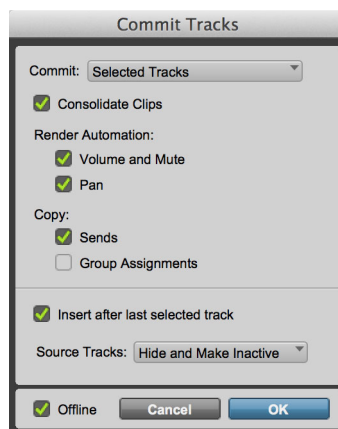 Commit Tracks
Commit: Selected Tracks
Consolidate Clips
Render Automation:
Volume and Mute
Pan
Copy:
Sends
Group Assignments
Insert after last selected track
Source Tracks: Hide and Make Inactive
Offline Cancel OK